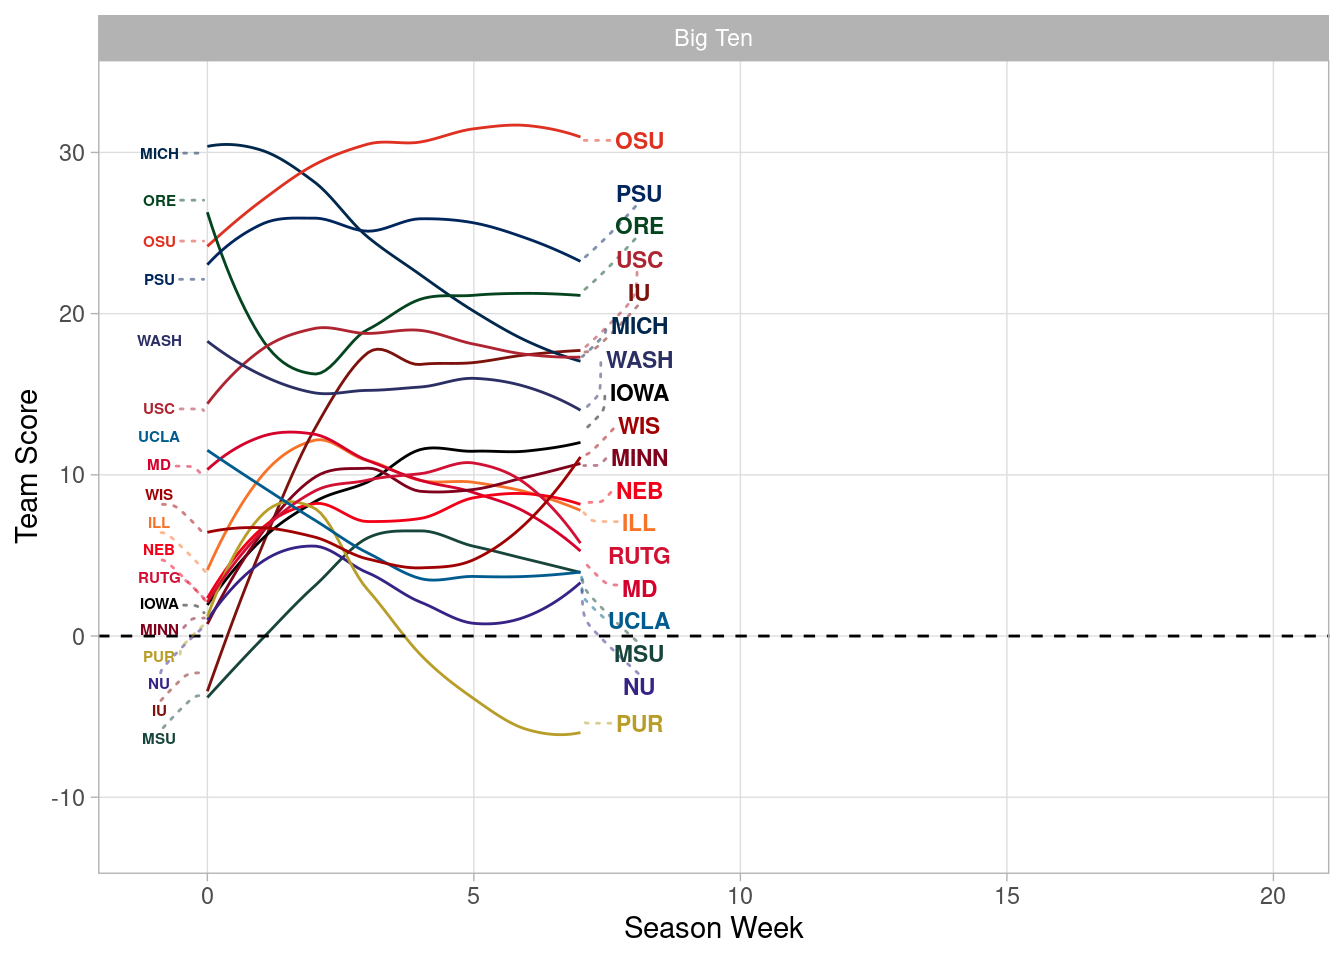 Big Ten
Team Score
30
20
10
0
-10
MICH
ORE
OSU
PSU
WASH
USC
UCLA
MD
WIS
ILL
NEB
RUTG
IOWA
MINN
PUR
NU
IU
MSU
OSU
PSU
ORE
USC
IU
MICH
WASH
IOWA
WIS
MINN
NEB
ILL
RUTG
MD
UCLA
MSU
NU
PUR
0 5 10 15 20
Season Week